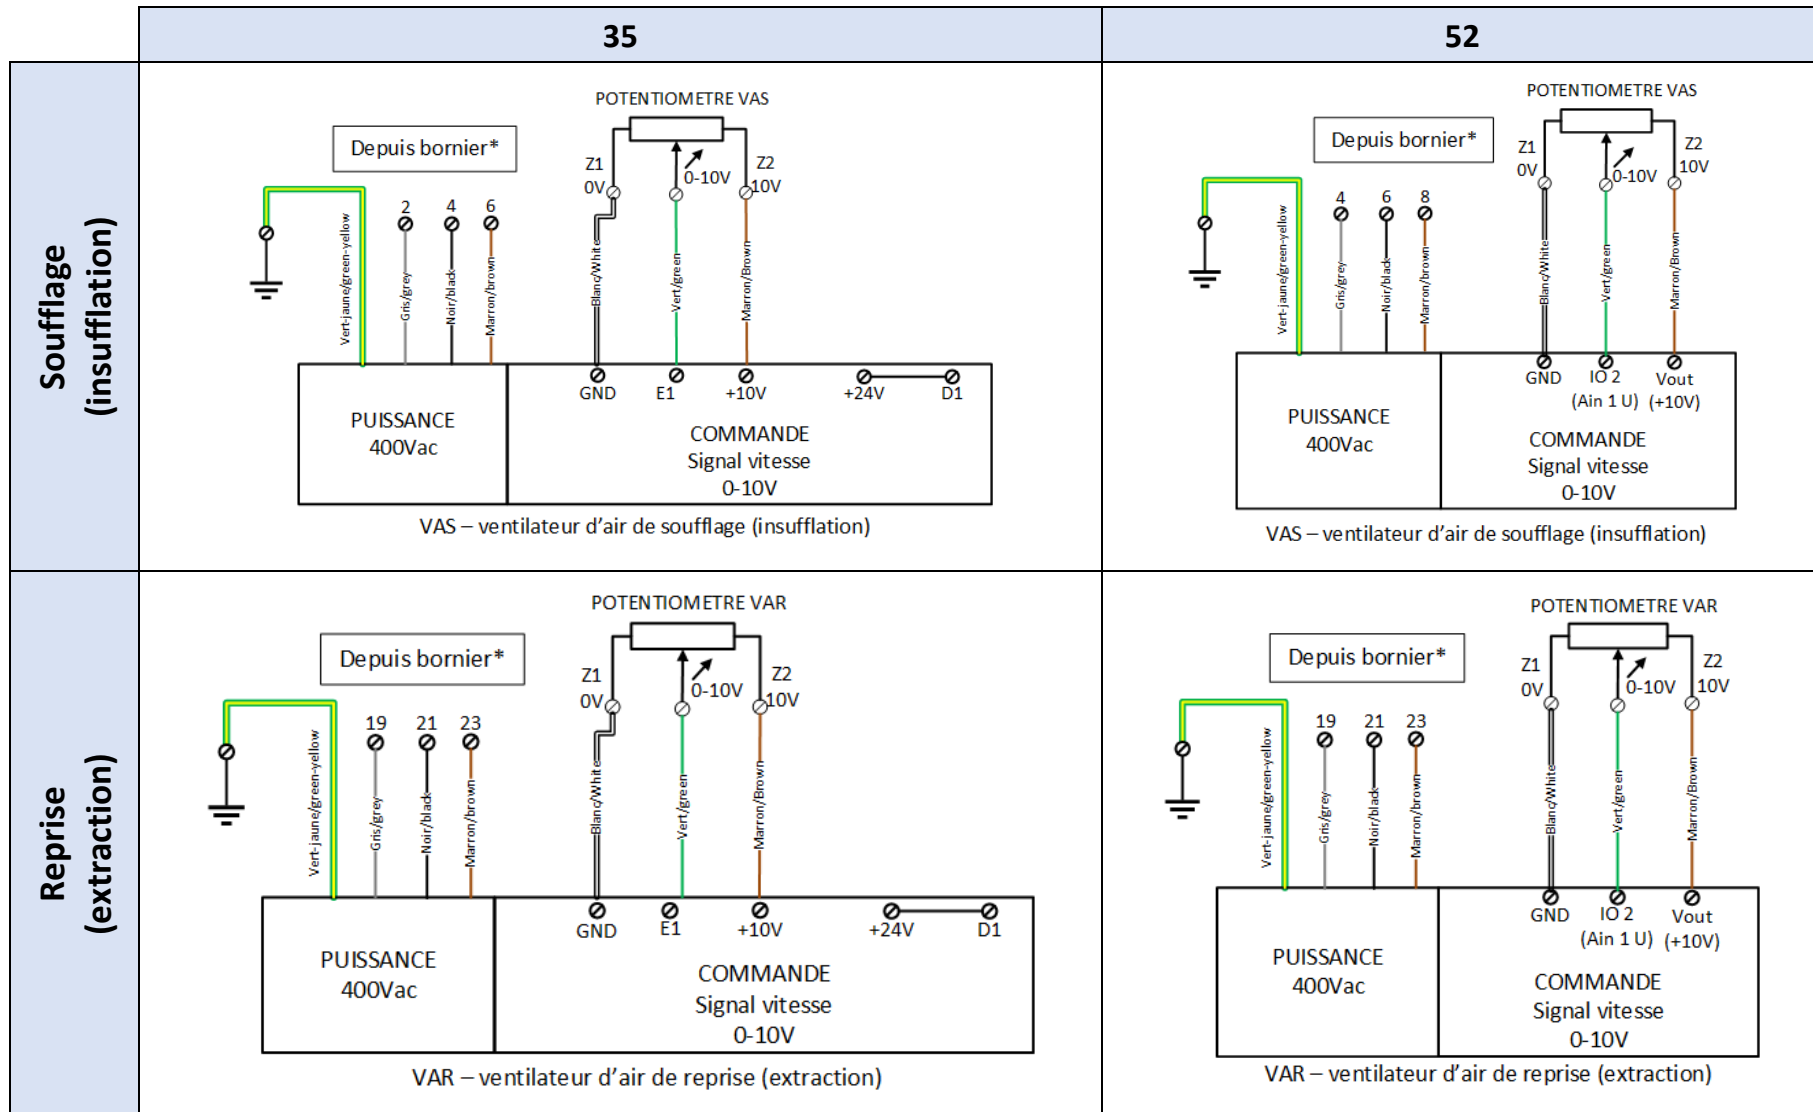 35
52
Soufflage
(insufflation)
POTENTIOMETRE VAS
Depuis bornier*
Z1
0V
0-10V
Z2
10V
2
4
6
Vert-jaune/green-yellow
Gris/grey
Noir/black
Marron/brown
Blanc/White
Vert/green
Marron/Brown
GND
E1
+10V
+24V
D1
PUISSANCE
400Vac
COMMANDE
Signal vitesse
0-10V
VAS – ventilateur d'air de soufflage (insufflation)
POTENTIOMETRE VAS
Depuis bornier*
Z1
0V
0-10V
Z2
10V
4
6
8
Vert-jaune/green-yellow
Gris/grey
Noir/black
Marron/brown
Blanc/White
Vert/green
Marron/Brown
GND
IO 2
(Ain 1 U)
Vout
(+10V)
PUISSANCE
400Vac
COMMANDE
Signal vitesse
0-10V
VAS – ventilateur d'air de soufflage (insufflation)
Reprise
(extraction)
POTENTIOMETRE VAR
Depuis bornier*
Z1
0V
0-10V
Z2
10V
19
21
23
Vert-jaune/green-yellow
Gris/grey
Noir/black
Marron/brown
Blanc/White
Vert/green
Marron/Brown
GND
E1
+10V
+24V
D1
PUISSANCE
400Vac
COMMANDE
Signal vitesse
0-10V
VAR – ventilateur d'air de reprise (extraction)
POTENTIOMETRE VAR
Depuis bornier*
Z1
0V
0-10V
Z2
10V
19
21
23
Vert-jaune/green-yellow
Gris/grey
Noir/black
Marron/brown
Blanc/White
Vert/green
Marron/Brown
GND
IO 2
(Ain 1 U)
Vout
(+10V)
PUISSANCE
400Vac
COMMANDE
Signal vitesse
0-10V
VAR – ventilateur d'air de reprise (extraction)